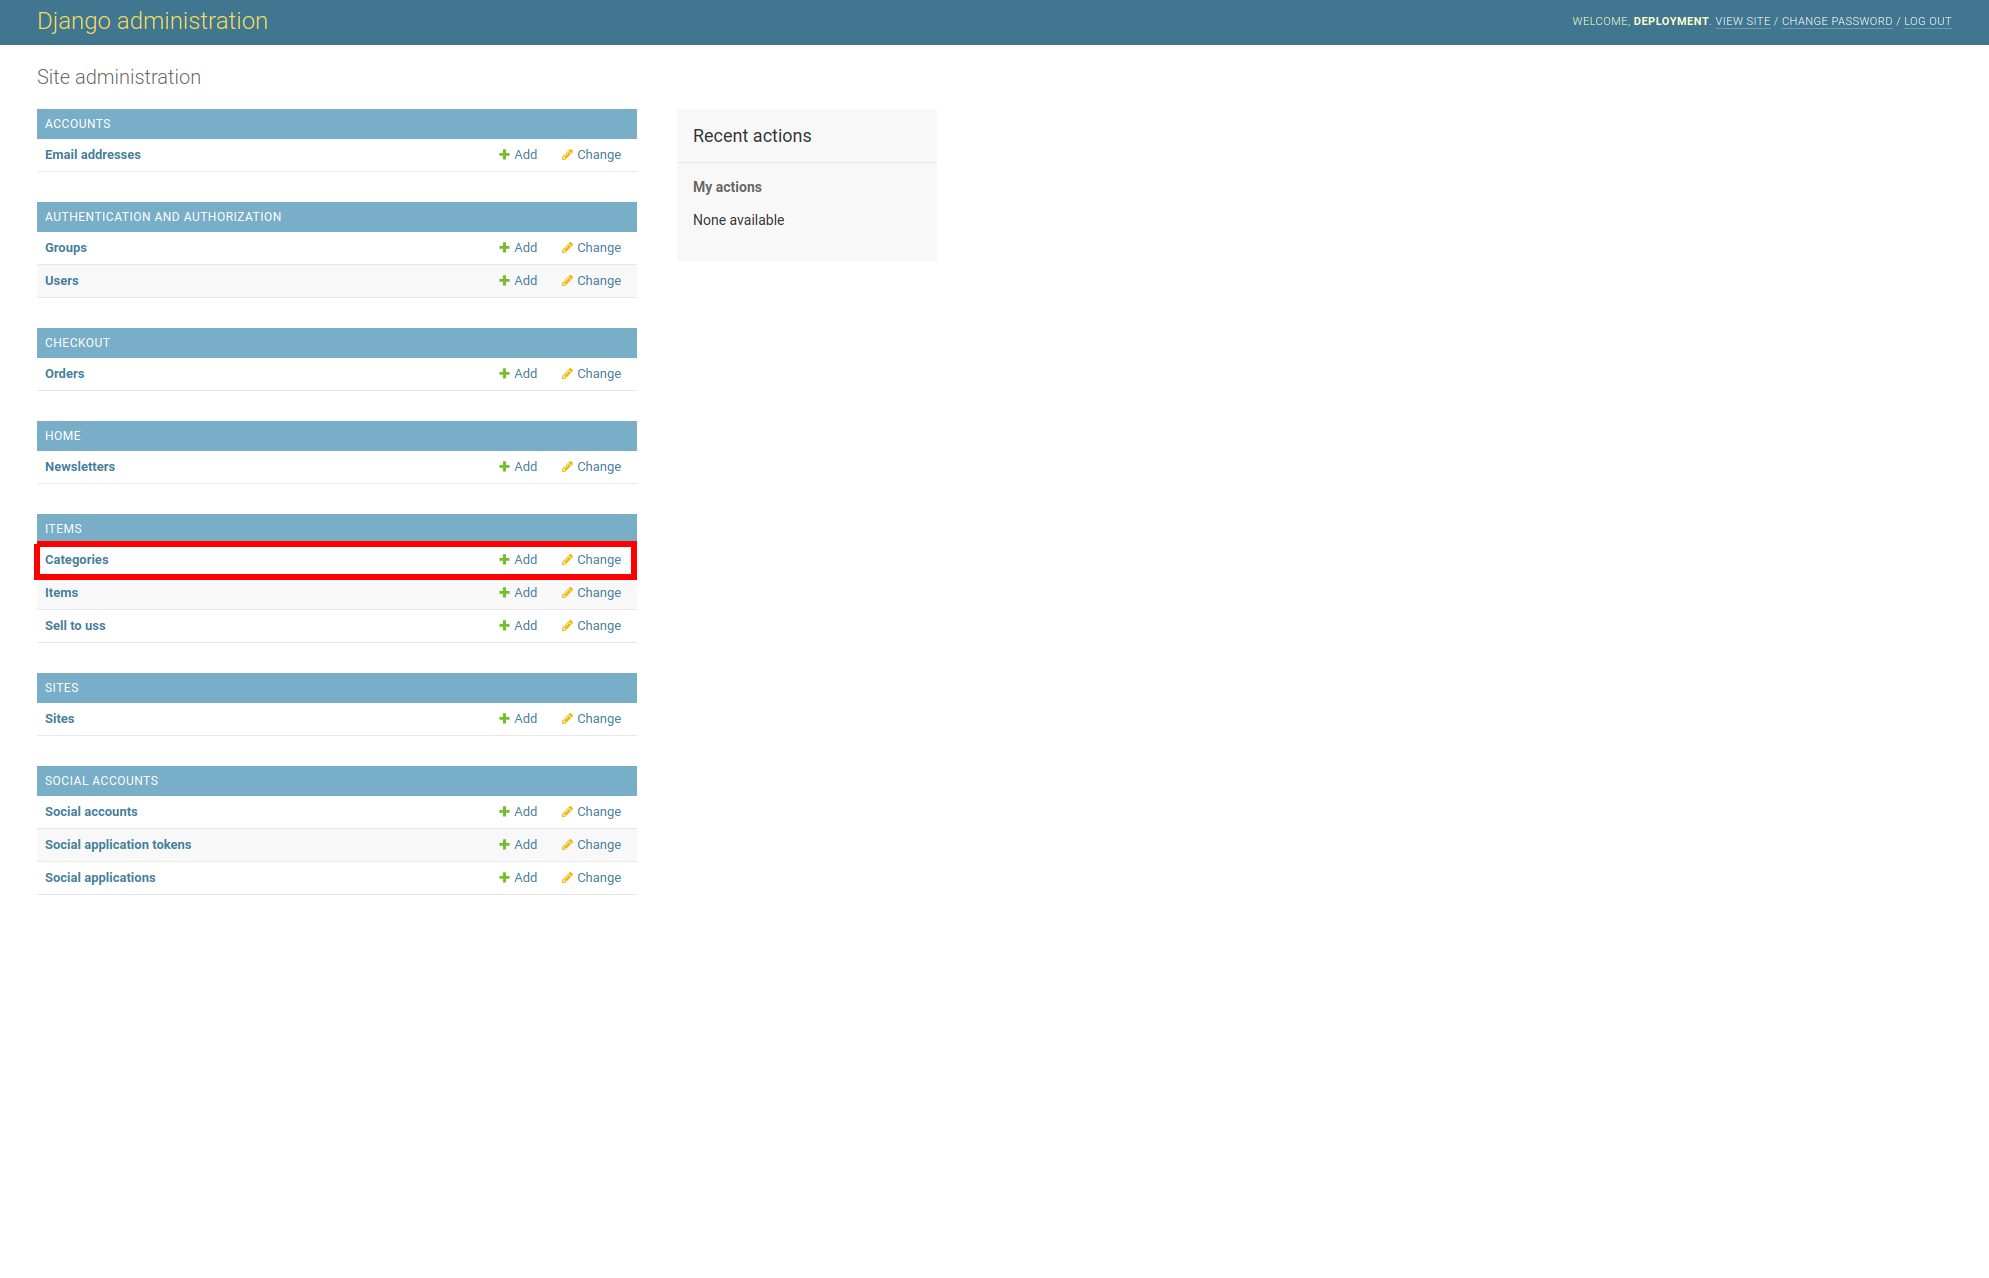 Django administration
WELCOME, DEPLOYMENT. VIEW SITE / CHANGE PASSWORD / LOG OUT
Site administration
ACCOUNTS
Email addresses Add Change
AUTHENTICATION AND AUTHORIZATION
Groups Add Change
Users Add Change
CHECKOUT
Orders Add Change
HOME
Newsletters Add Change
ITEMS
Categories Add Change
Items Add Change
Sell to uss Add Change
SITES
Sites Add Change
SOCIAL ACCOUNTS
Social accounts Add Change
Social application tokens Add Change
Social applications Add Change
Recent actions
My actions
None available